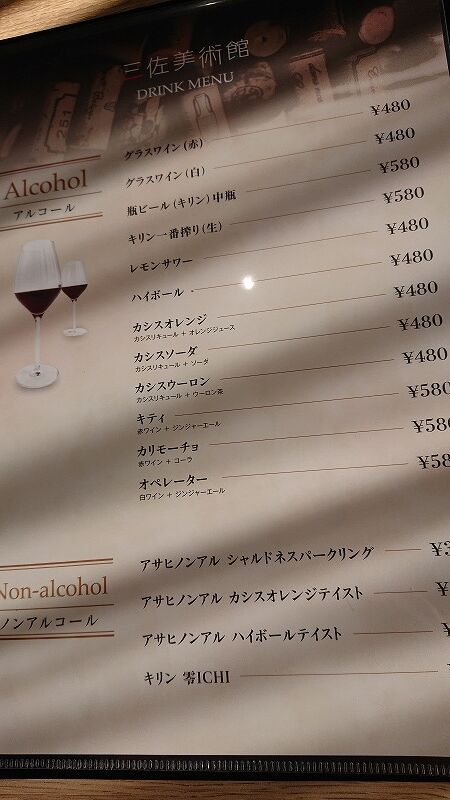 三佐美術館
DRINK MENU
Alcohol
アルコール
グラスワイン(赤) ¥480
グラスワイン(白) ¥480
瓶ビール(キリン)中瓶 ¥580
キリン一番搾り(生) ¥580
レモンサワー ¥480
ハイボール ¥480
カシスオレンジ ¥480
カシスリキュール + オレンジジュース
カシスソーダ ¥480
カシスリキュール + ソーダ
カシスウーロン ¥480
カシスリキュール + ウーロン茶
キティ ¥580
赤ワイン + ジンジャーエール
カリモーチョ ¥580
赤ワイン + コーラ
オペレーター ¥58
白ワイン + ジンジャーエール
Non-alcohol
ノンアルコール
アサヒノンアル シャルドネスパークリング ¥3
アサヒノンアル カシスオレンジテイスト ¥
アサヒノンアル ハイボールテイスト ¥
キリン 零ICHI